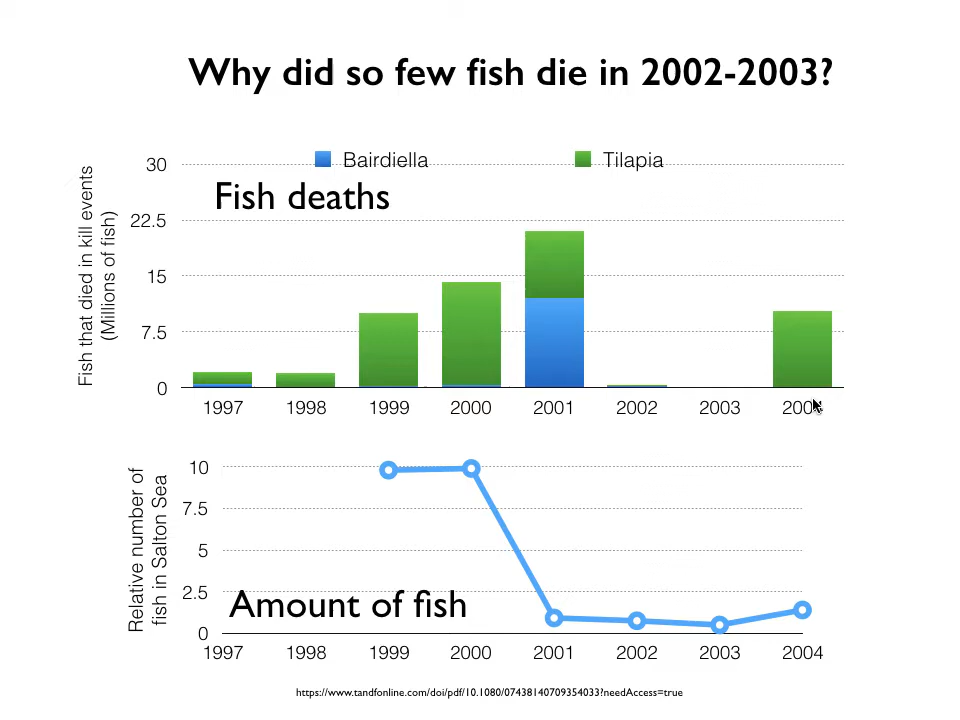 Why did so few fish die in 2002-2003?
Bairdiella
Tilapia
Fish deaths
Fish that died in kill events
(Millions of fish)
30
22.5
15
7.5
0
1997 1998 1999 2000 2001 2002 2003 2004
Relative number of
fish in Salton Sea
10
7.5
5
2.5
0
Amount of fish
1997 1998 1999 2000 2001 2002 2003 2004
https://www.tandfonline.com/doi/pdf/10.1080/07438140709354033?needAccess=true